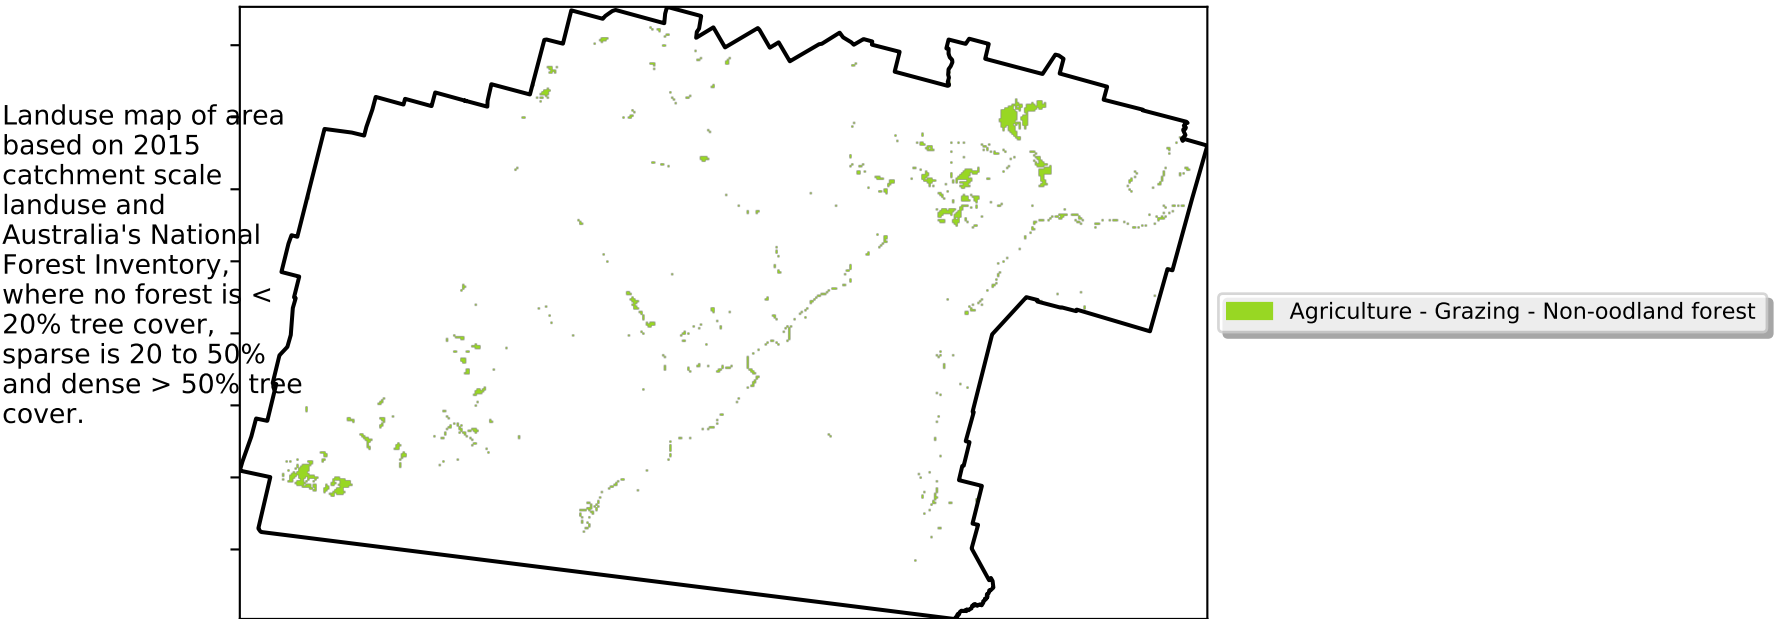 Landuse map of area
based on 2015
catchment scale
landuse and
Australia's National
Forest Inventory,
where no forest is <
20% tree cover,
sparse is 20 to 50%
and dense > 50% tree
cover.
Agriculture - Grazing - Non-oodland forest